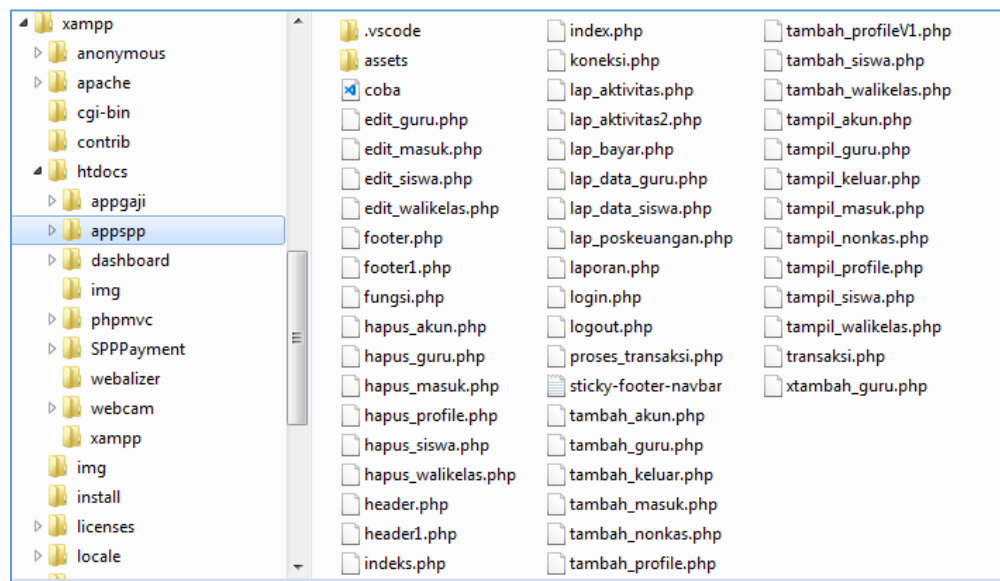 xampp
anonymous
apache
cgi-bin
contrib
htdocs
appgaji
appspp
dashboard
img
phpmvc
SPPPayment
webalizer
webcam
xampp
img
install
licenses
locale
.vscode
assets
coba
edit_guru.php
edit_masuk.php
edit_siswa.php
edit_walikelas.php
footer.php
footer1.php
fungsi.php
hapus_akun.php
hapus_guru.php
hapus_masuk.php
hapus_profile.php
hapus_siswa.php
hapus_walikelas.php
header.php
header1.php
indeks.php
index.php
koneksi.php
lap_aktivitas.php
lap_aktivitas2.php
lap_bayar.php
lap_data_guru.php
lap_data_siswa.php
lap_poskeuangan.php
laporan.php
login.php
logout.php
proses_transaksi.php
sticky-footer-navbar
tambah_akun.php
tambah_guru.php
tambah_keluar.php
tambah_masuk.php
tambah_nonkas.php
tambah_profile.php
tambah_profileV1.php
tambah_siswa.php
tambah_walikelas.php
tampil_akun.php
tampil_guru.php
tampil_keluar.php
tampil_masuk.php
tampil_nonkas.php
tampil_profile.php
tampil_siswa.php
tampil_walikelas.php
transaksi.php
xtambah_guru.php